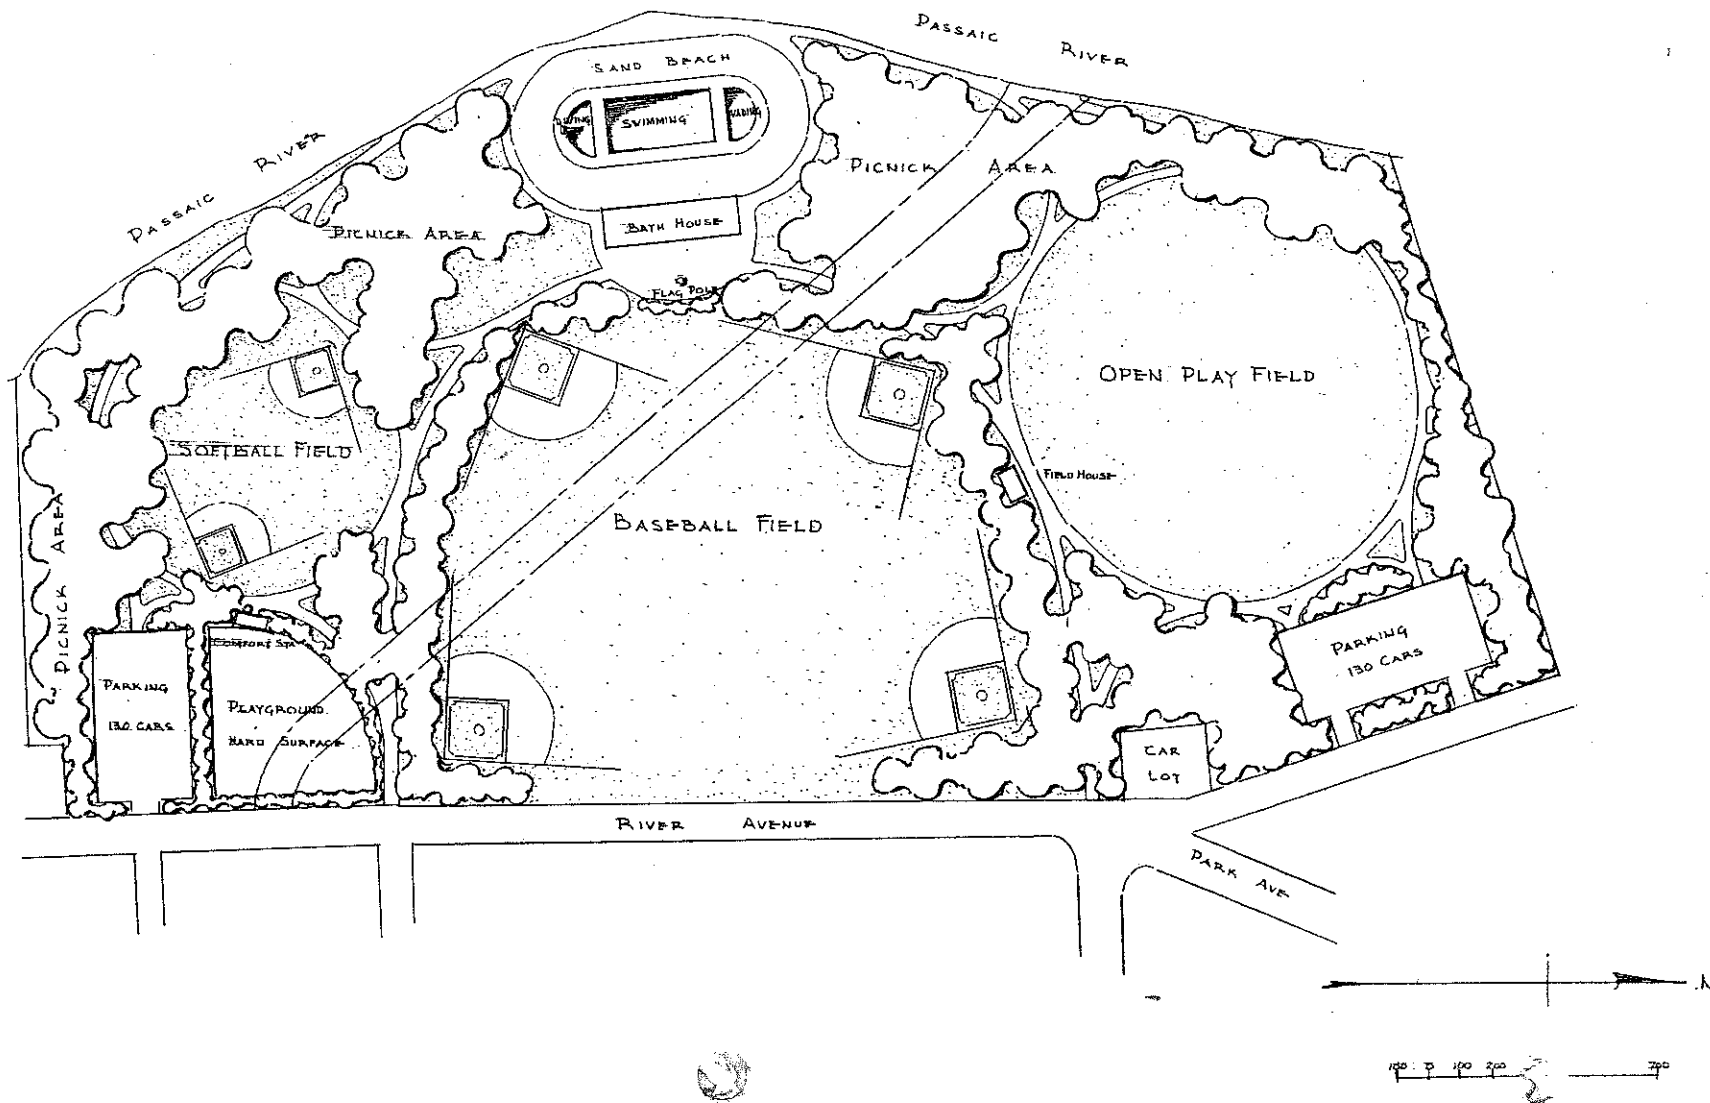 PASSAIC RIVER
SAND BEACH
DIVING
SWIMMING
WADING
PASSAIC RIVER
PICNICK AREA
BATH HOUSE
PICNICK AREA
FLAG POLE
OPEN PLAY FIELD
SOFTBALL FIELD
FIELD HOUSE
BASEBALL FIELD
PICNICK AREA
COMFORT STA
PARKING
130 CARS
PLAYGROUND
HARD SURFACE
PARKING
130 CARS
CAR
LOT
RIVER AVENUE
PARK AVE
N
100 0 100 200